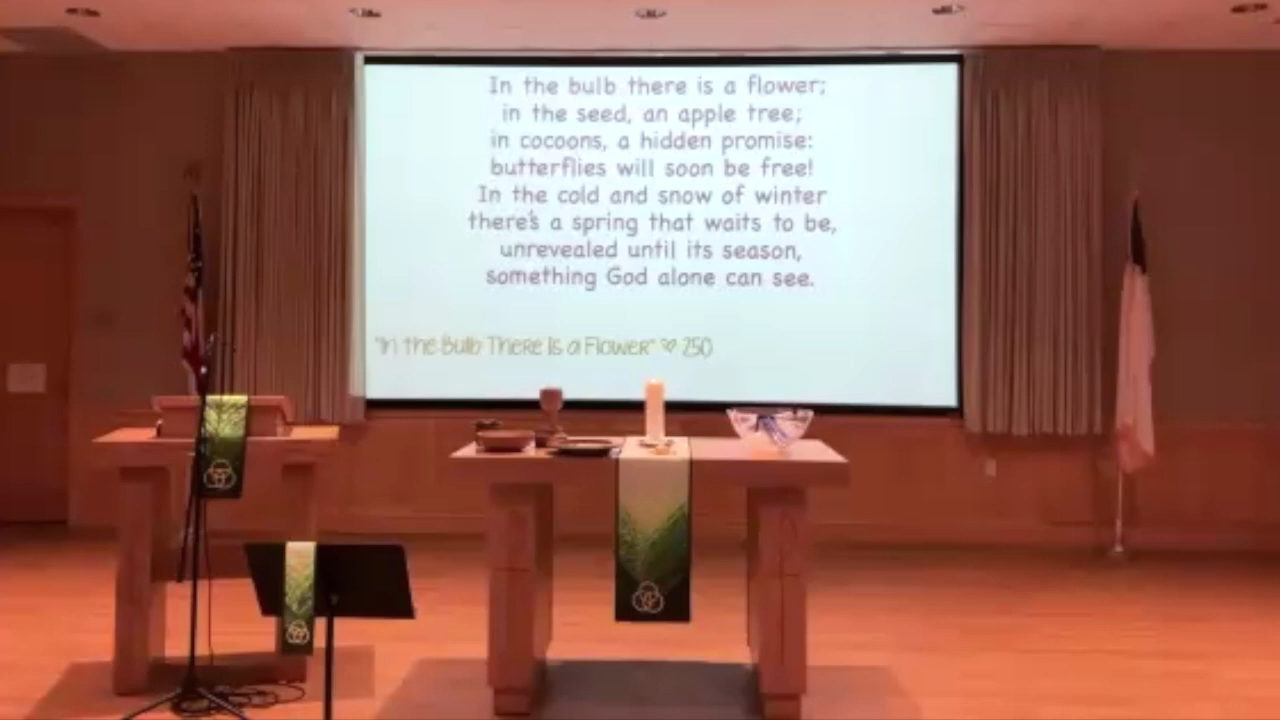 In the bulb there is a flower;
in the seed, an apple tree;
in cocoons, a hidden promise:
butterflies will soon be free!
In the cold and snow of winter
there's a spring that waits to be,
unrevealed until its season,
something God alone can see.
"In the Bulb There Is a Flower" ♡ 250